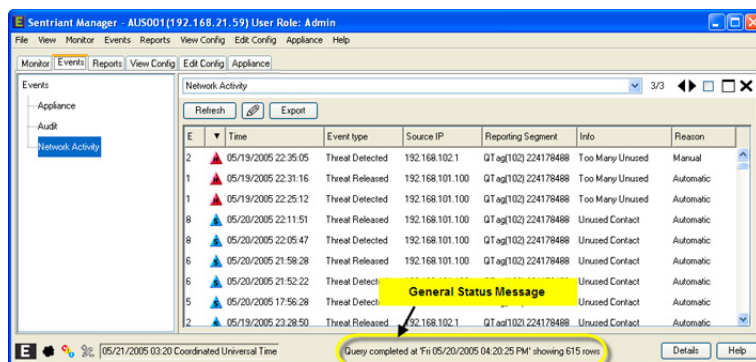 Sentriant Manager - AUS001(192.168.21.59) User Role: Admin
File View Monitor Events Reports View Config Edit Config Appliance Help
Monitor Events Reports View Config Edit Config Appliance
Events
Appliance
Audit
Network Activity
Network Activity 3/3
Refresh Export
E Time Event type Source IP Reporting Segment Info Reason
2 05/19/2005 22:35:05 Threat Detected 192.168.102.1 QTag(102) 224178488 Too Many Unused Manual
1 05/19/2005 22:31:16 Threat Released 192.168.101.100 QTag(102) 224178488 Too Many Unused Automatic
1 05/19/2005 22:25:12 Threat Released 192.168.101.100 QTag(102) 224178488 Too Many Unused Automatic
8 05/20/2005 22:11:51 Threat Released 192.168.101.100 QTag(102) 224178488 Unused Contact Automatic
8 05/20/2005 22:05:47 Threat Released 192.168.101.100 QTag(102) 224178488 Unused Contact Automatic
6 05/20/2005 21:58:28 Threat Released 192.168.101.100 QTag(102) 224178488 Unused Contact Automatic
6 05/20/2005 21:52:22 Threat Detect Unused Contact Automatic
5 05/20/2005 17:56:28 Threat Detect Unused Contact Automatic
2 05/19/2005 23:28:50 Threat Released 192.168.102.1 QTag(102) 224178488 Unused Contact Automatic
General Status Message
E 05/21/2005 03:20 Coordinated Universal Time Query completed at 'Fri 05/20/2005 04:20:25 PM' showing 615 rows Details Help